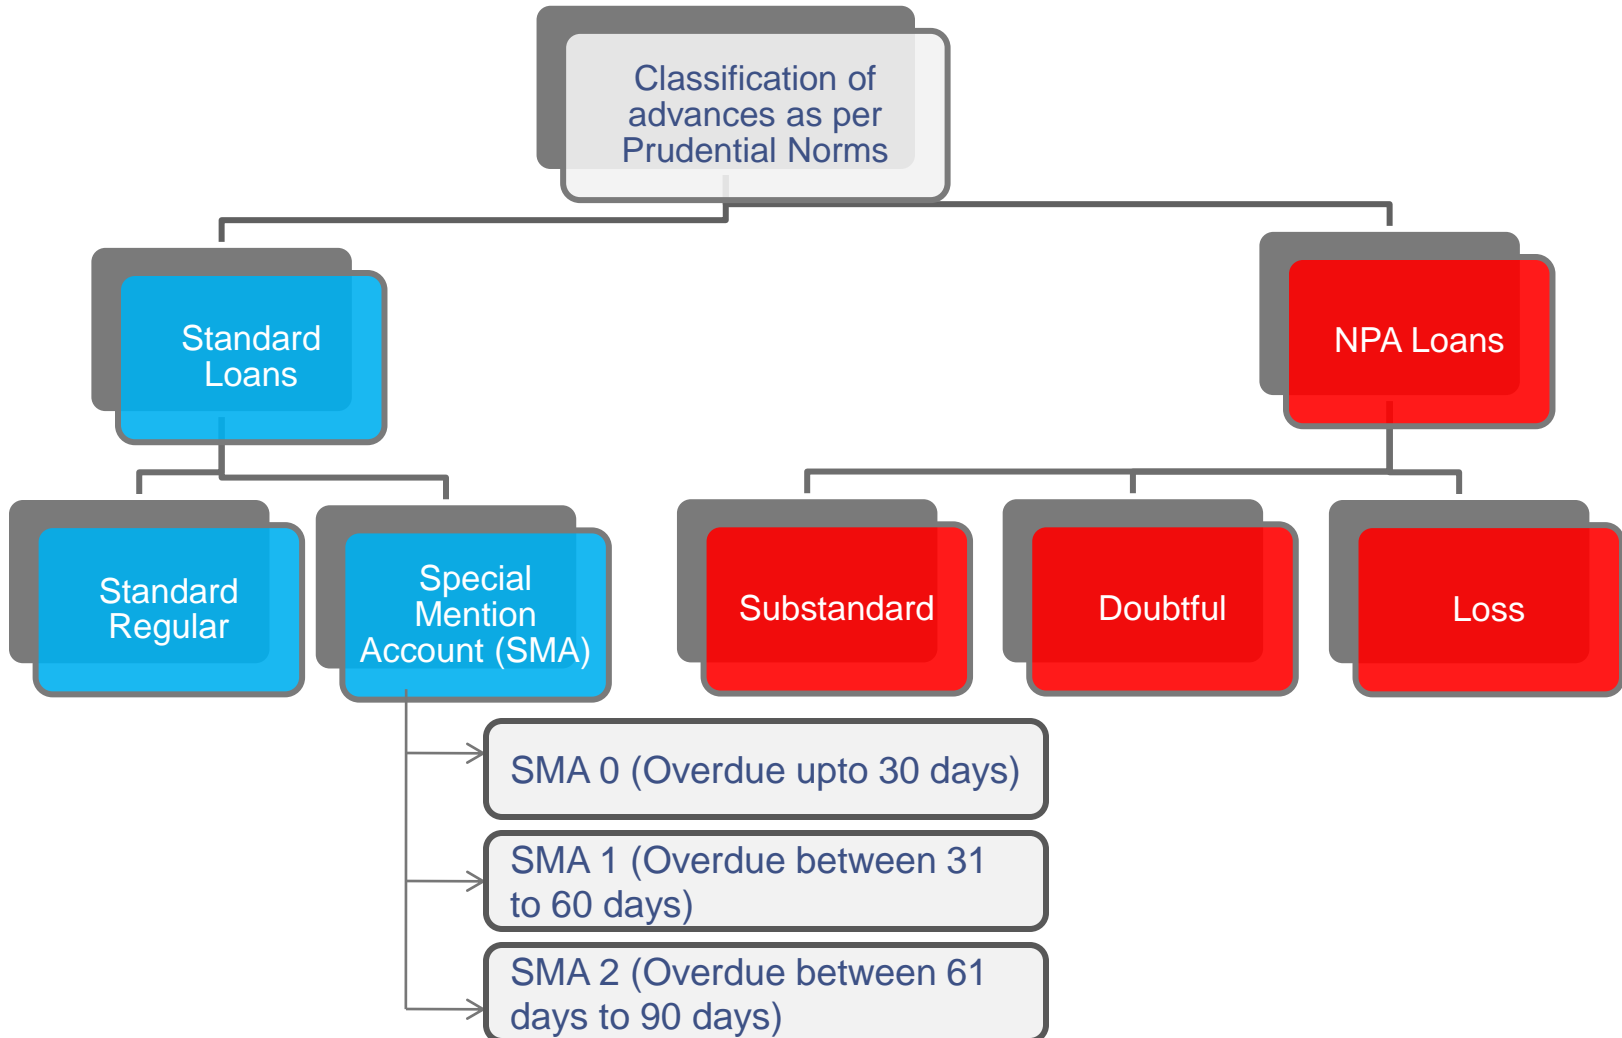 Classification of
advances as per
Prudential Norms
Standard
Loans
NPA Loans
Standard
Regular
Special
Mention
Account (SMA)
Substandard
Doubtful
Loss
SMA 0 (Overdue upto 30 days)
SMA 1 (Overdue between 31
to 60 days)
SMA 2 (Overdue between 61
days to 90 days)